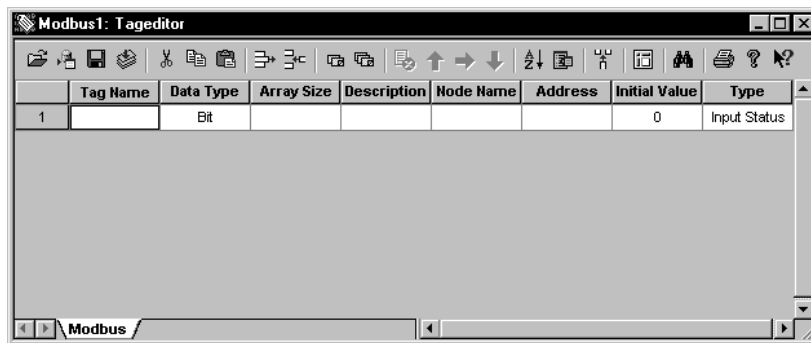 Modbus1: Tageditor
Tag Name Data Type Array Size Description Node Name Address Initial Value Type
1 Bit 0 Input Status
Modbus